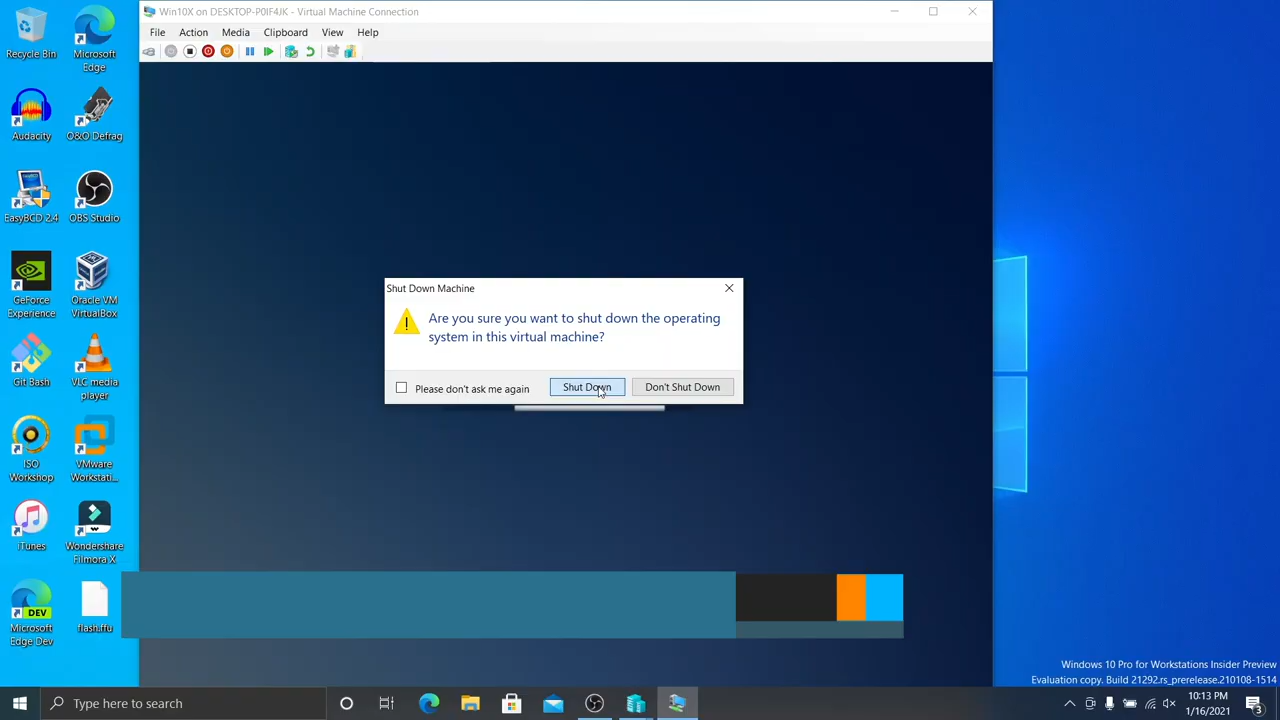 Win10X on DESKTOP-P0IF4JK - Virtual Machine Connection
File Action Media Clipboard View Help
Recycle Bin
Microsoft
Edge
Audacity
O&O Defrag
EasyBCD 2.4
OBS Studio
GeForce
Experience
Oracle VM
VirtualBox
Git Bash
VLC media
player
ISO
Workshop
VMware
Workstati...
iTunes
Wondershare
Filmora X
DEV
Microsoft
Edge Dev
flash.ffu
Shut Down Machine
Are you sure you want to shut down the operating
system in this virtual machine?
Please don't ask me again
Shut Down
Don't Shut Down
Windows 10 Pro for Workstations Insider Preview
Evaluation copy. Build 21292.rs_prerelease.210108-1514
Type here to search
10:13 PM
1/16/2021
3